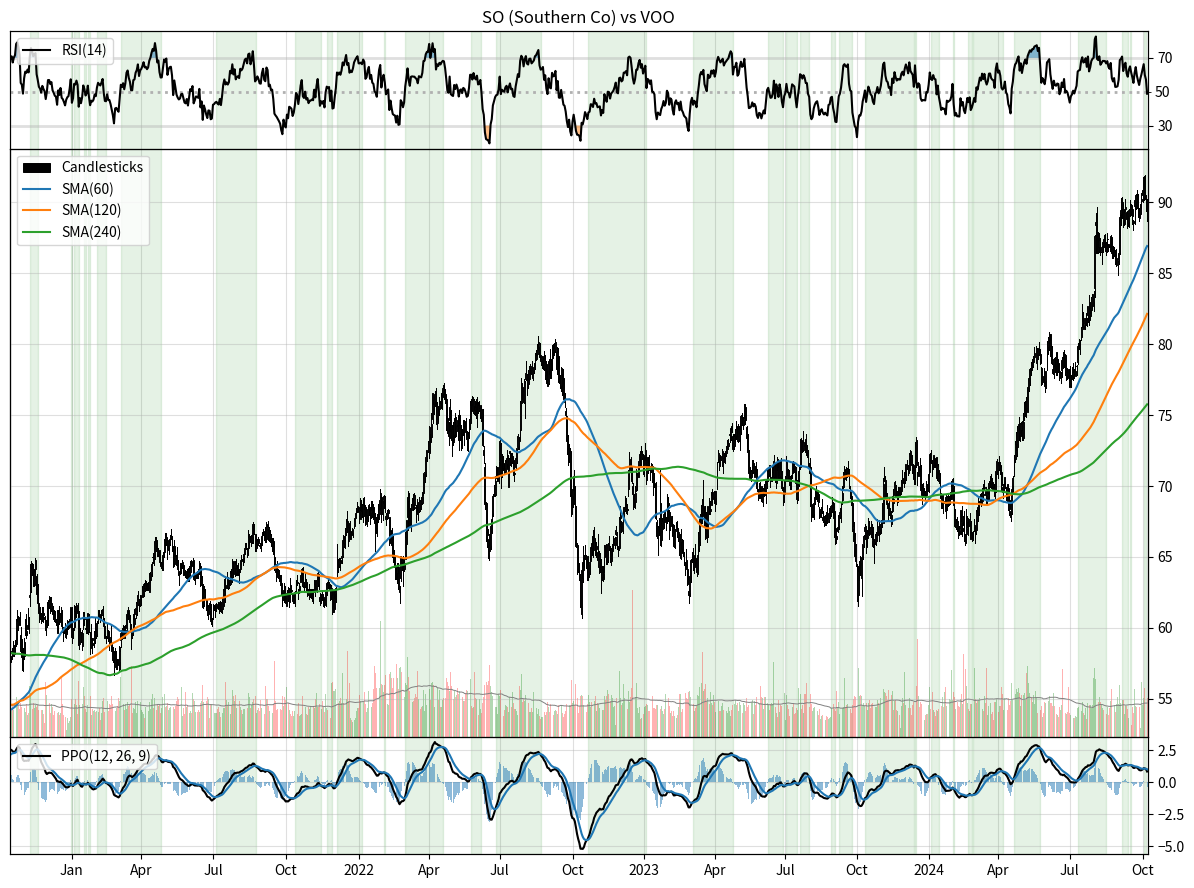 SO (Southern Co) vs VOO
RSI(14)
70
50
30
Candlesticks
SMA(60)
SMA(120)
SMA(240)
90
85
80
75
70
65
60
55
PPO(12, 26, 9)
2.5
0.0
−2.5
−5.0
Jan Apr Jul Oct 2022 Apr Jul Oct 2023 Apr Jul Oct 2024 Apr Jul Oct